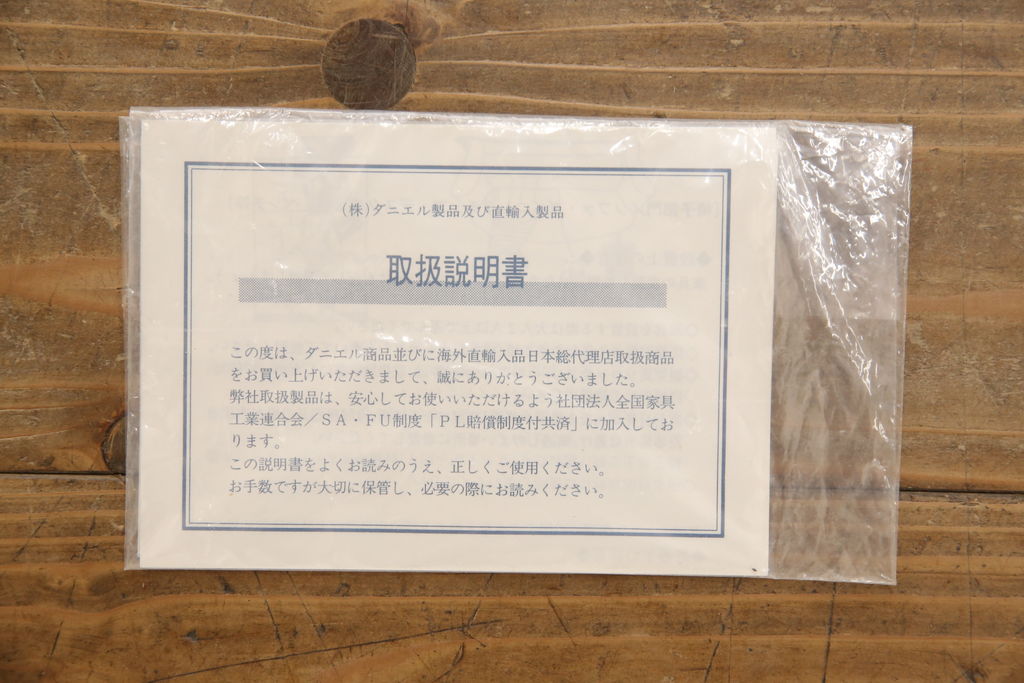 (株)ダニエル製品及び直輸入製品
取扱説明書
この度は、ダニエル商品並びに海外直輸入品日本総代理店取扱商品
をお買い上げいただきまして、誠にありがとうございました。
弊社取扱製品は、安心してお使いいただけるよう社団法人全国家具
工業連合会／SA・FU制度「PL賠償制度付共済」に加入してお
ります。
この説明書をよくお読みのうえ、正しくご使用ください。
お手数ですが大切に保管し、必要の際にお読みください。